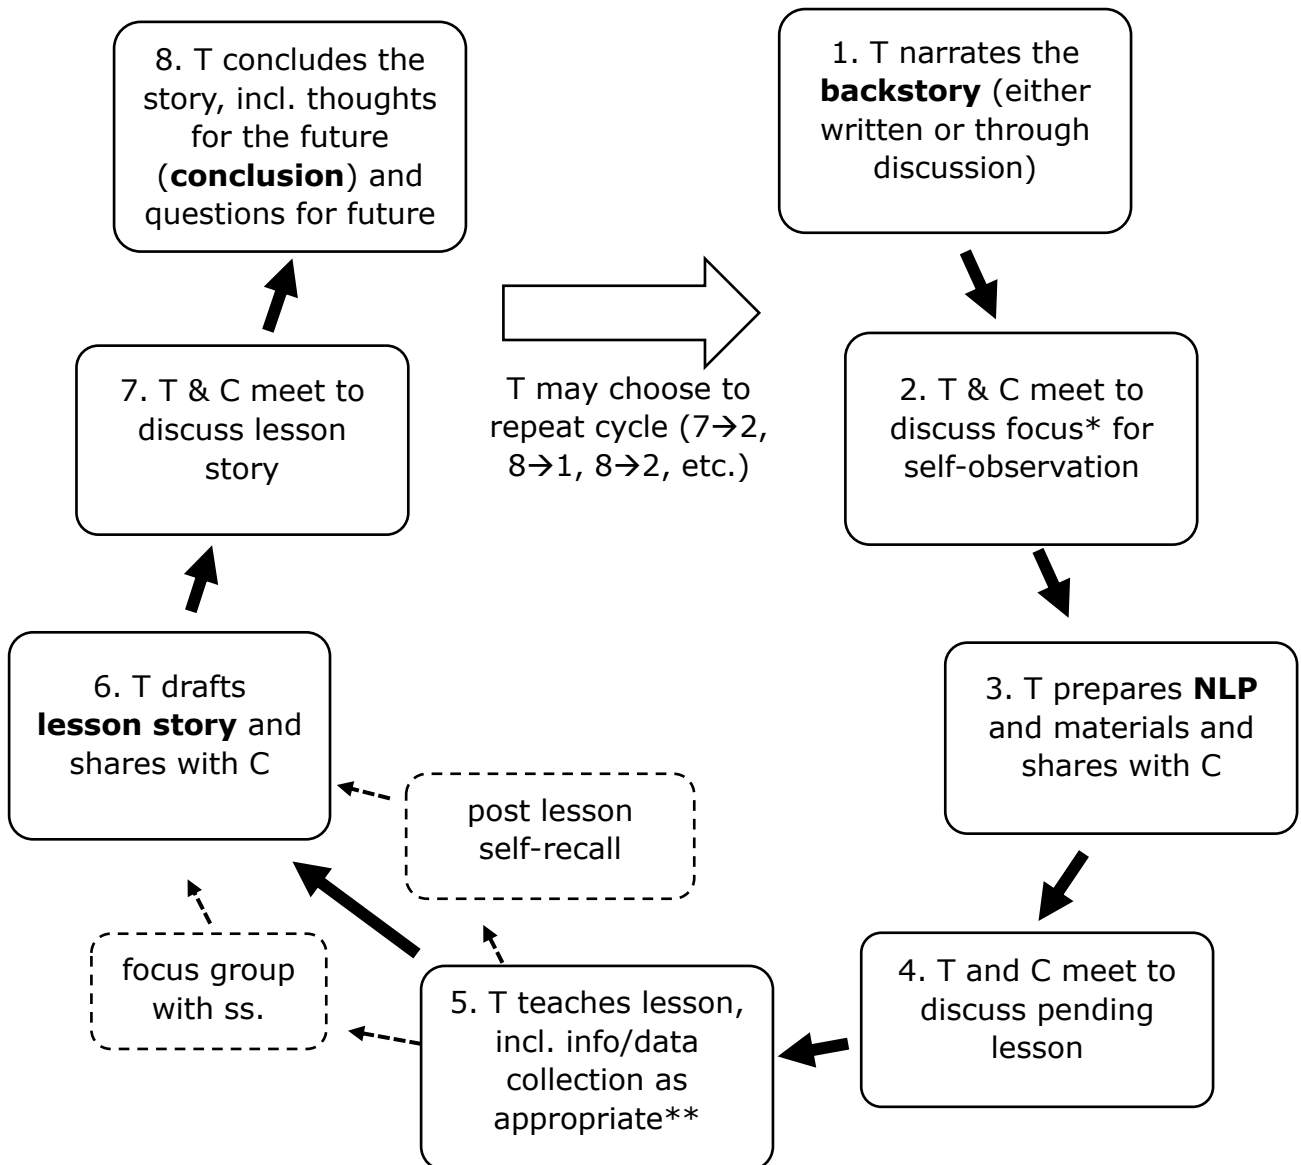 1. T narrates the
backstory (either
written or through
discussion)
2. T & C meet to
discuss focus* for
self-observation
3. T prepares NLP
and materials and
shares with C
4. T and C meet to
discuss pending
lesson
5. T teaches lesson,
incl. info/data
collection as
appropriate**
post lesson
self-recall
focus group
with ss.
6. T drafts
lesson story and
shares with C
7. T & C meet to
discuss lesson
story
8. T concludes the
story, incl. thoughts
for the future
(conclusion) and
questions for future
T may choose to
repeat cycle (7→2,
8→1, 8→2, etc.)